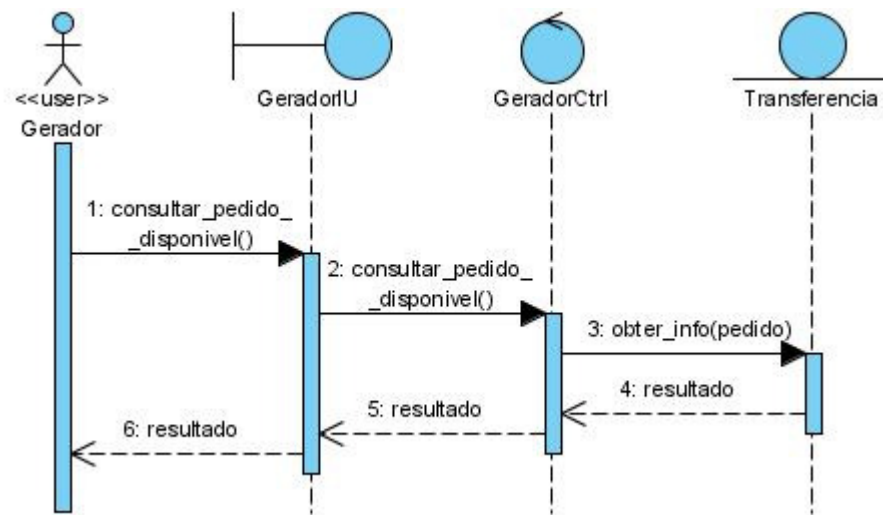 <<user>>
Gerador
GeradorIU
GeradorCtrl
Transferencia
1: consultar_pedido_
_disponivel()
2: consultar_pedido_
_disponivel()
3: obter_info(pedido)
4: resultado
5: resultado
6: resultado